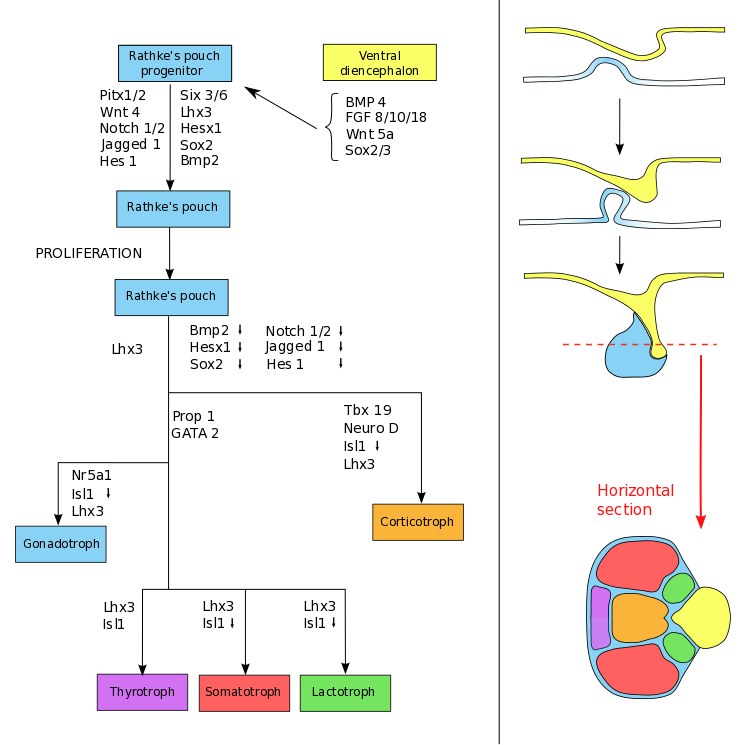 Rathke's pouch
progenitor
Ventral
diencephalon
Pitx1/2
Wnt 4
Notch 1/2
Jagged 1
Hes 1
Six 3/6
Lhx3
Hesx1
Sox2
Bmp2
BMP 4
FGF 8/10/18
Wnt 5a
Sox2/3
Rathke's pouch
PROLIFERATION
Rathke's pouch
Lhx3
Bmp2 ↓
Hesx1 ↓
Sox2 ↓
Notch 1/2 ↓
Jagged 1 ↓
Hes 1 ↓
Prop 1
GATA 2
Tbx 19
Neuro D
Isl1 ↓
Lhx3
Nr5a1
Isl1 ↓
Lhx3
Gonadotroph
Corticotroph
Lhx3
Isl1
Lhx3
Isl1 ↓
Lhx3
Isl1 ↓
Thyrotroph
Somatotroph
Lactotroph
Horizontal
section